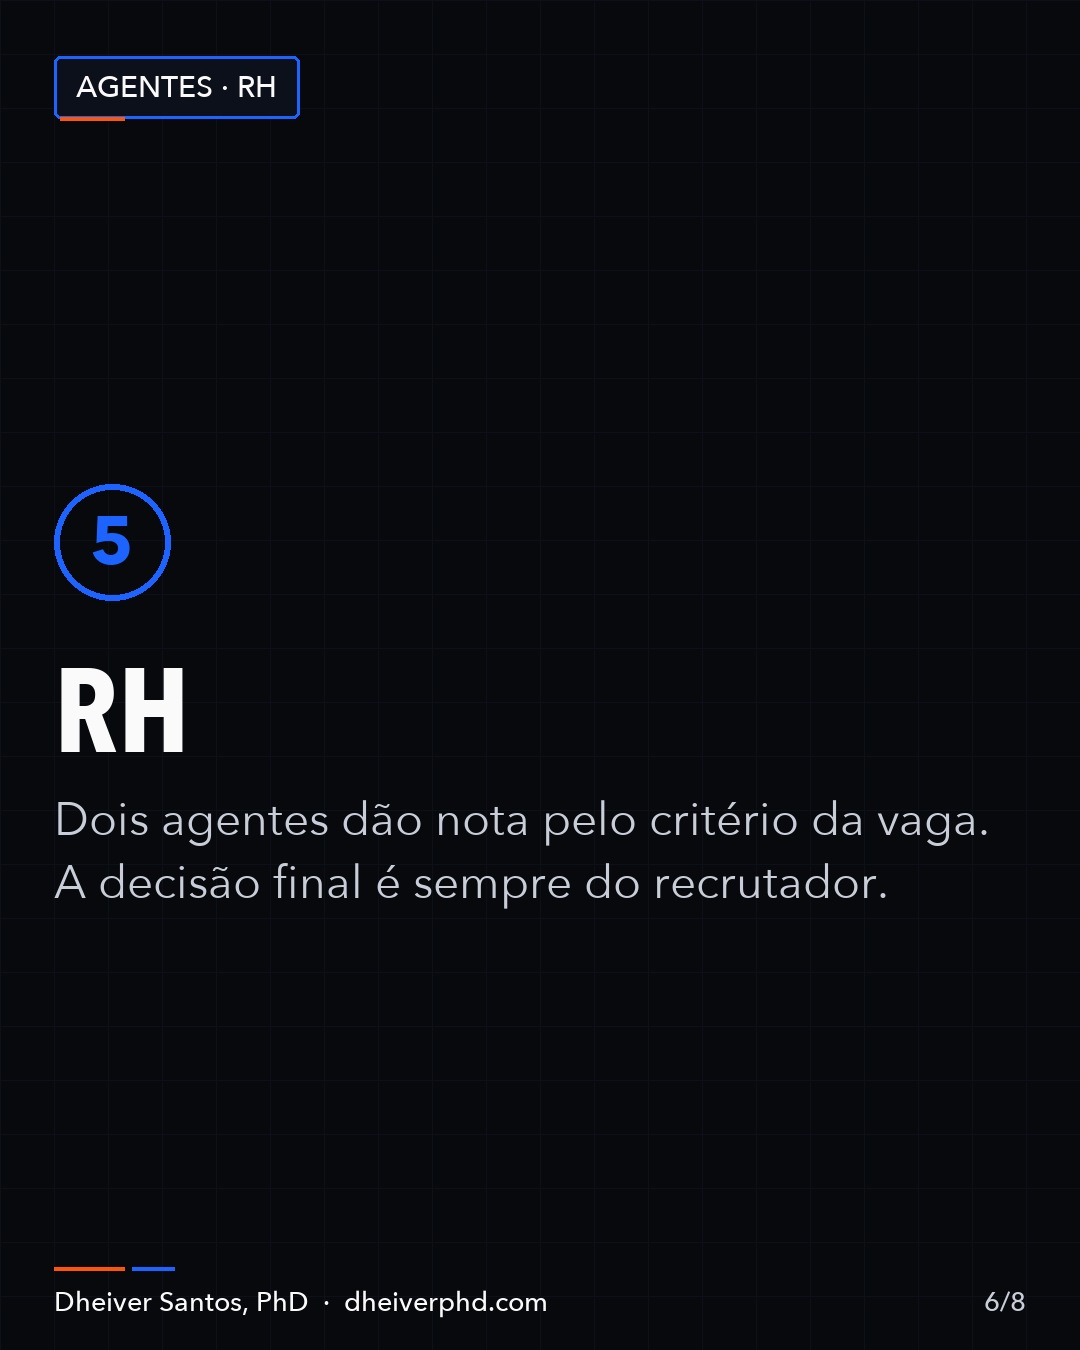 AGENTES · RH
5
RH
Dois agentes dão nota pelo critério da vaga.
A decisão final é sempre do recrutador.
Dheiver Santos, PhD · dheiverphd.com
6/8